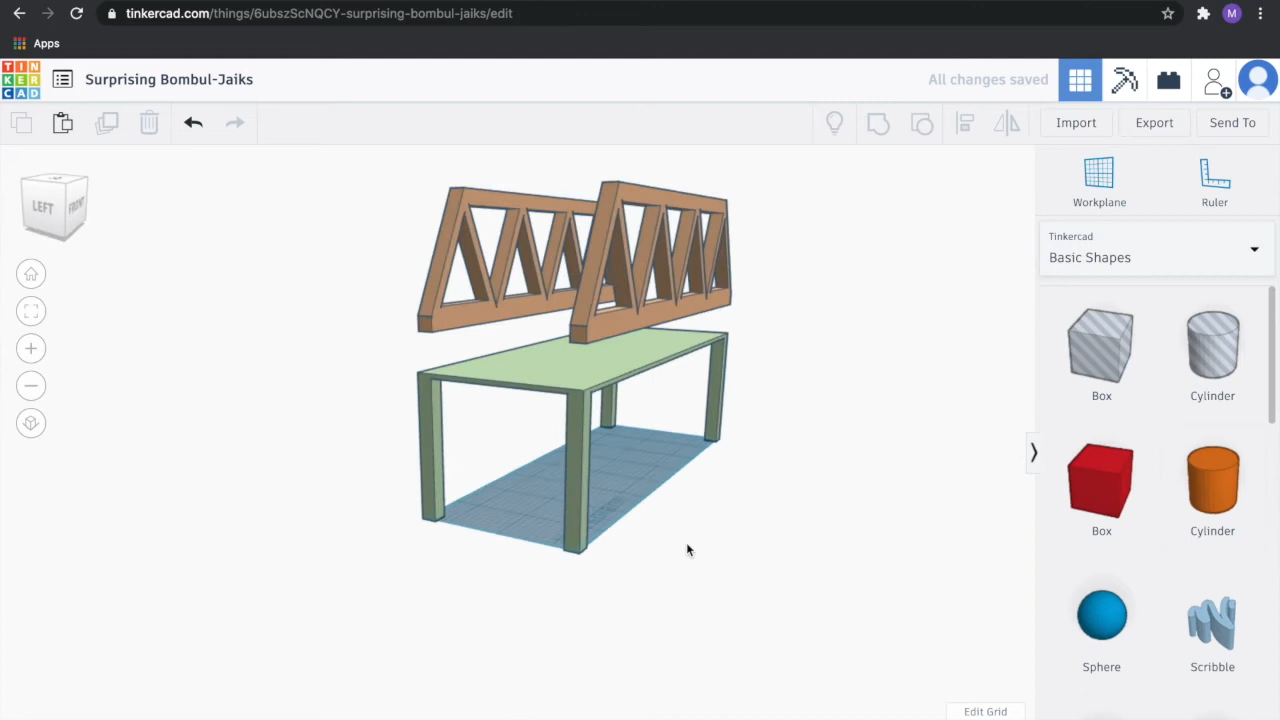 tinkercad.com/things/6ubszScNQCY-surprising-bombul-jaiks/edit
M
Apps
TIN
KER
CAD
Surprising Bombul-Jaiks
All changes saved
Import
Export
Send To
LEFT
FRONT
Workplane
Ruler
Tinkercad
Basic Shapes
Box
Cylinder
Box
Cylinder
Sphere
Scribble
Edit Grid